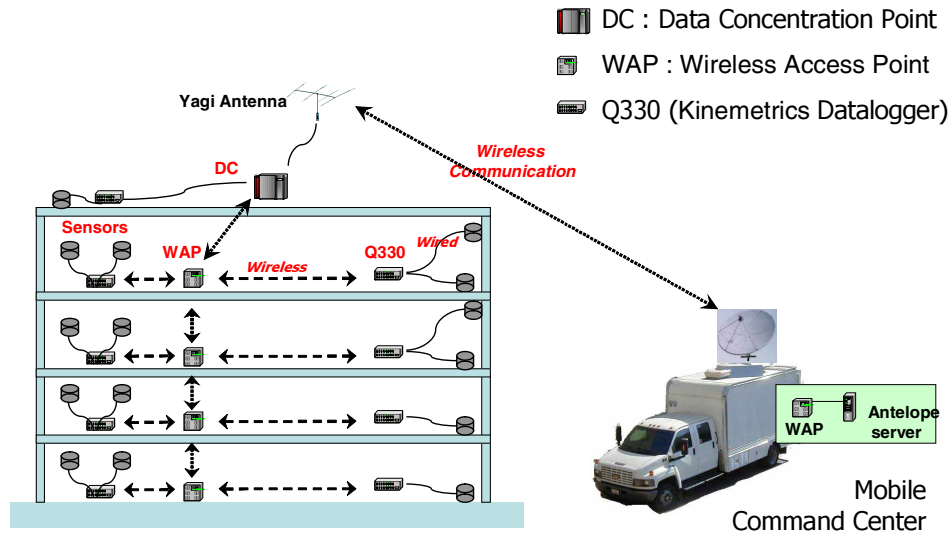 DC : Data Concentration Point
WAP : Wireless Access Point
Q330 (Kinemetrics Datalogger)
Yagi Antenna
Wireless
Communication
DC
Sensors
WAP
Wireless
Q330
Wired
WAP
Antelope
server
Mobile
Command Center